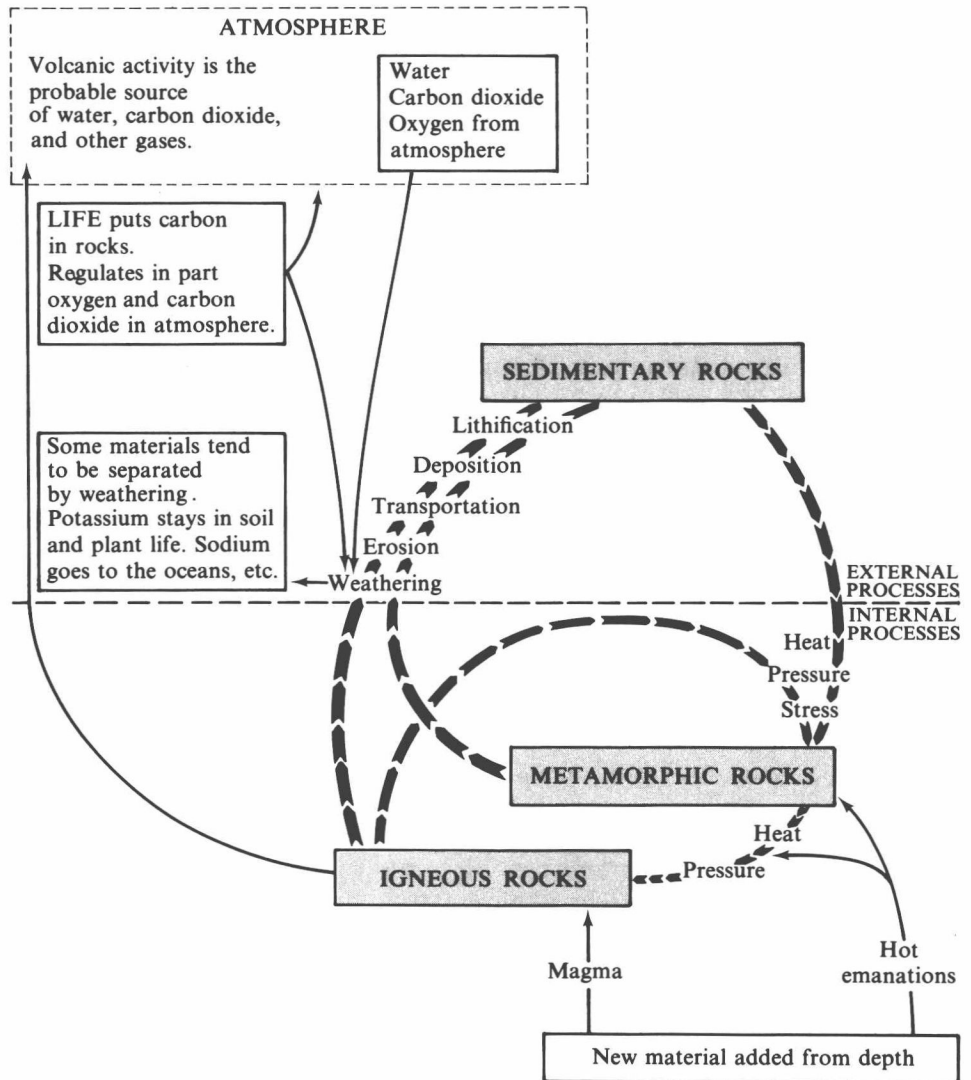 ATMOSPHERE
Volcanic activity is the
probable source
of water, carbon dioxide,
and other gases.
Water
Carbon dioxide
Oxygen from
atmosphere
LIFE puts carbon
in rocks.
Regulates in part
oxygen and carbon
dioxide in atmosphere.
SEDIMENTARY ROCKS
Lithification
Deposition
Transportation
Erosion
Weathering
Some materials tend
to be separated
by weathering.
Potassium stays in soil
and plant life. Sodium
goes to the oceans, etc.
EXTERNAL
PROCESSES
INTERNAL
PROCESSES
Heat
Pressure
Stress
METAMORPHIC ROCKS
Heat
Pressure
IGNEOUS ROCKS
Magma
Hot
emanations
New material added from depth